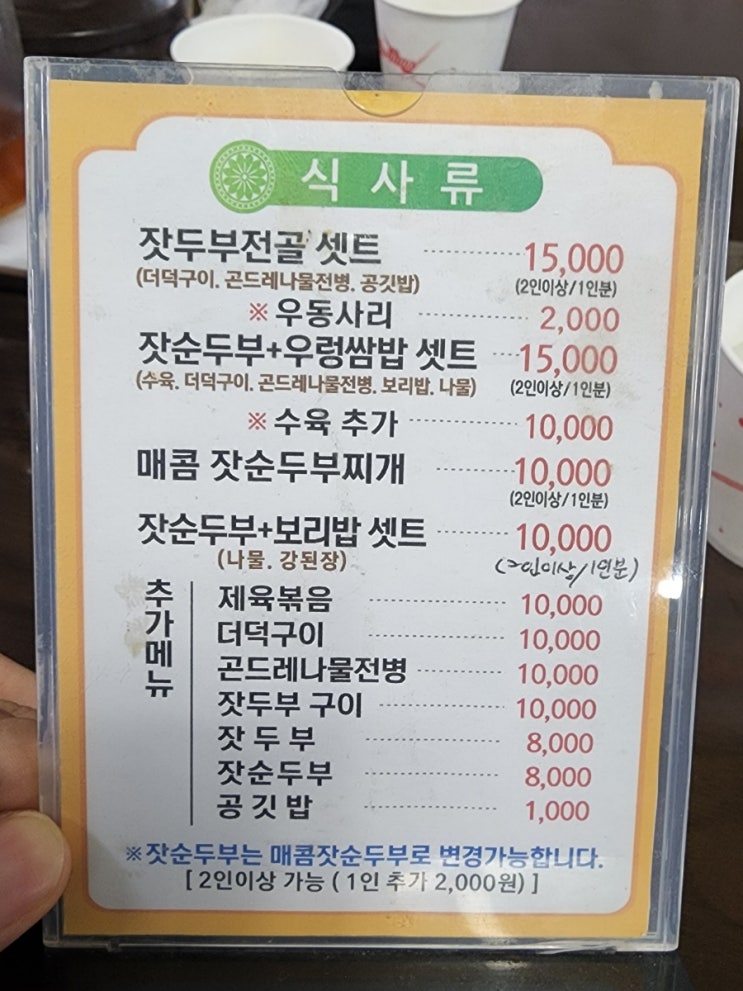 식사류
잣두부전골 셋트 15,000
(더덕구이. 곤드레나물전병. 공깃밥) (2인이상/1인분)
※ 우동사리 2,000
잣순두부+우렁쌈밥 셋트 15,000
(수육. 더덕구이. 곤드레나물전병. 보리밥. 나물) (2인이상/1인분)
※ 수육 추가 10,000
매콤 잣순두부찌개 10,000
(2인이상/1인분)
잣순두부+보리밥 셋트 10,000
(나물. 강된장) (2인이상/1인분)
추가메뉴
제육볶음 10,000
더덕구이 10,000
곤드레나물전병 10,000
잣두부 구이 10,000
잣 두 부 8,000
잣순두부 8,000
공 깃 밥 1,000
※잣순두부는 매콤잣순두부로 변경가능합니다.
[ 2인이상 가능 ( 1인 추가 2,000원) ]